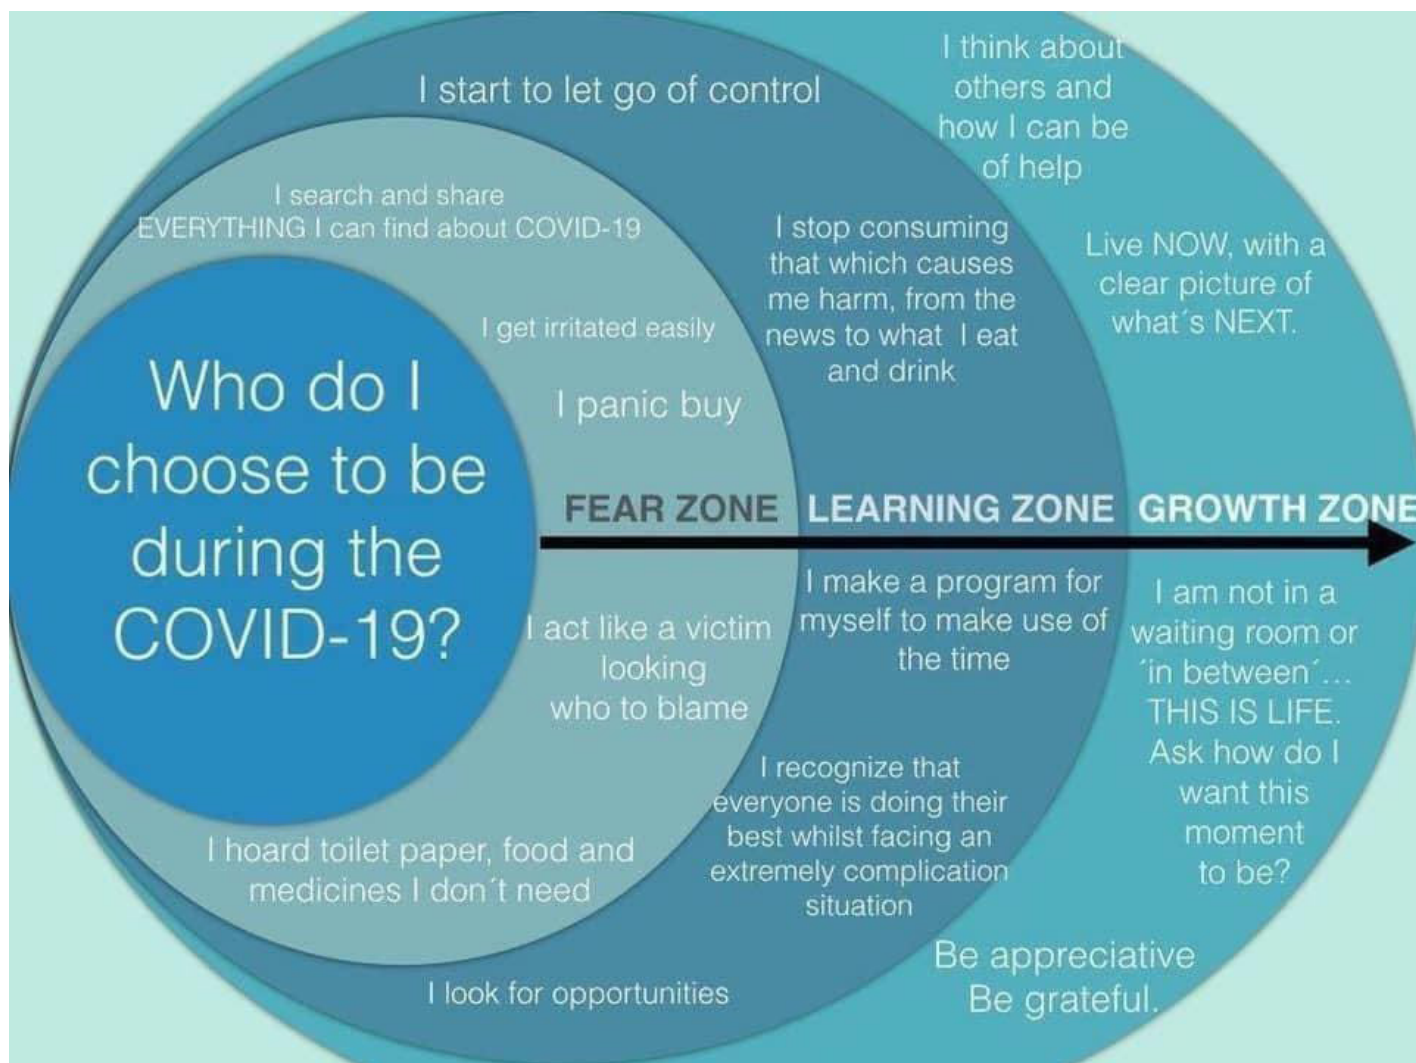 Who do I
choose to be
during the
COVID-19?
FEAR ZONE
I search and share
EVERYTHING I can find about COVID-19
I get irritated easily
I panic buy
I act like a victim
looking
who to blame
I hoard toilet paper, food and
medicines I don´t need
LEARNING ZONE
I start to let go of control
I stop consuming
that which causes
me harm, from the
news to what I eat
and drink
I make a program for
myself to make use of
the time
I recognize that
everyone is doing their
best whilst facing an
extremely complication
situation
I look for opportunities
GROWTH ZONE
I think about
others and
how I can be
of help
Live NOW, with a
clear picture of
what´s NEXT.
I am not in a
waiting room or
´in between´...
THIS IS LIFE.
Ask how do I
want this
moment
to be?
Be appreciative
Be grateful.